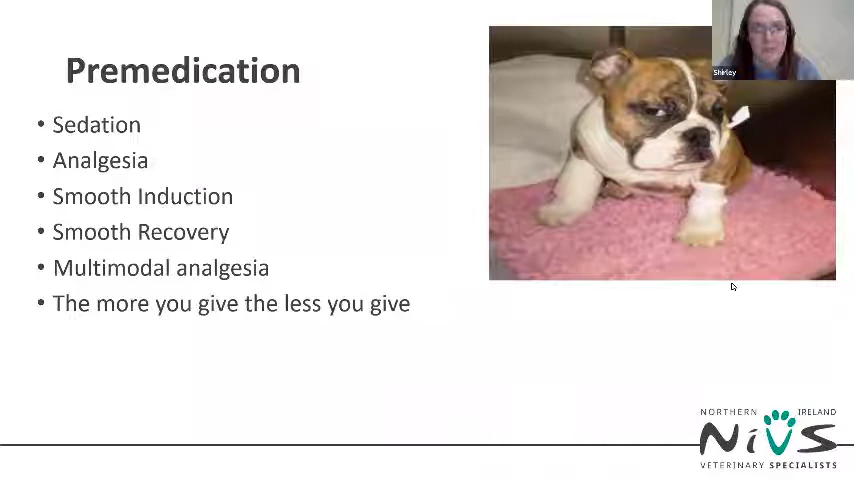 Premedication
Shirley
• Sedation
• Analgesia
• Smooth Induction
• Smooth Recovery
• Multimodal analgesia
• The more you give the less you give
NORTHERN IRELAND
NiVS
VETERINARY SPECIALISTS